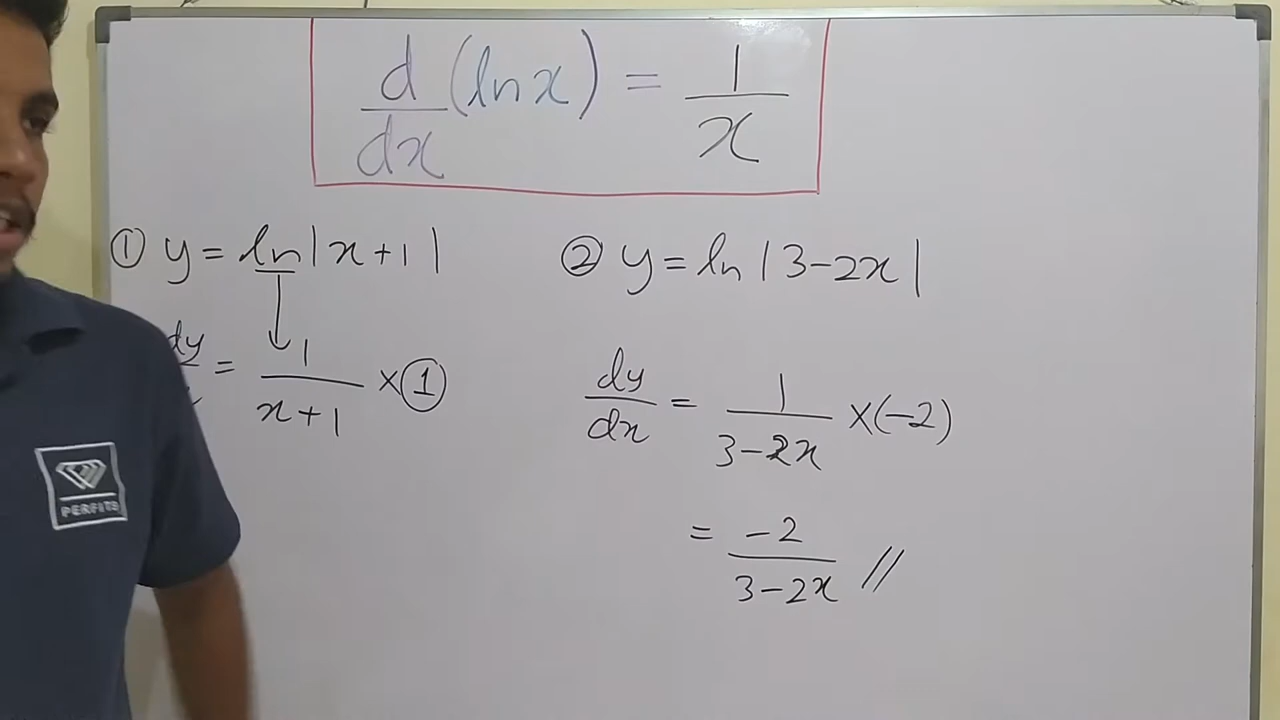 d/dx (ln x) = 1/x
① y = ln|x+1|
dy = 1/(x+1) × ①
② y = ln|3-2x|
dy/dx = 1/(3-2x) × (-2)
= -2/(3-2x) //
PERFITS